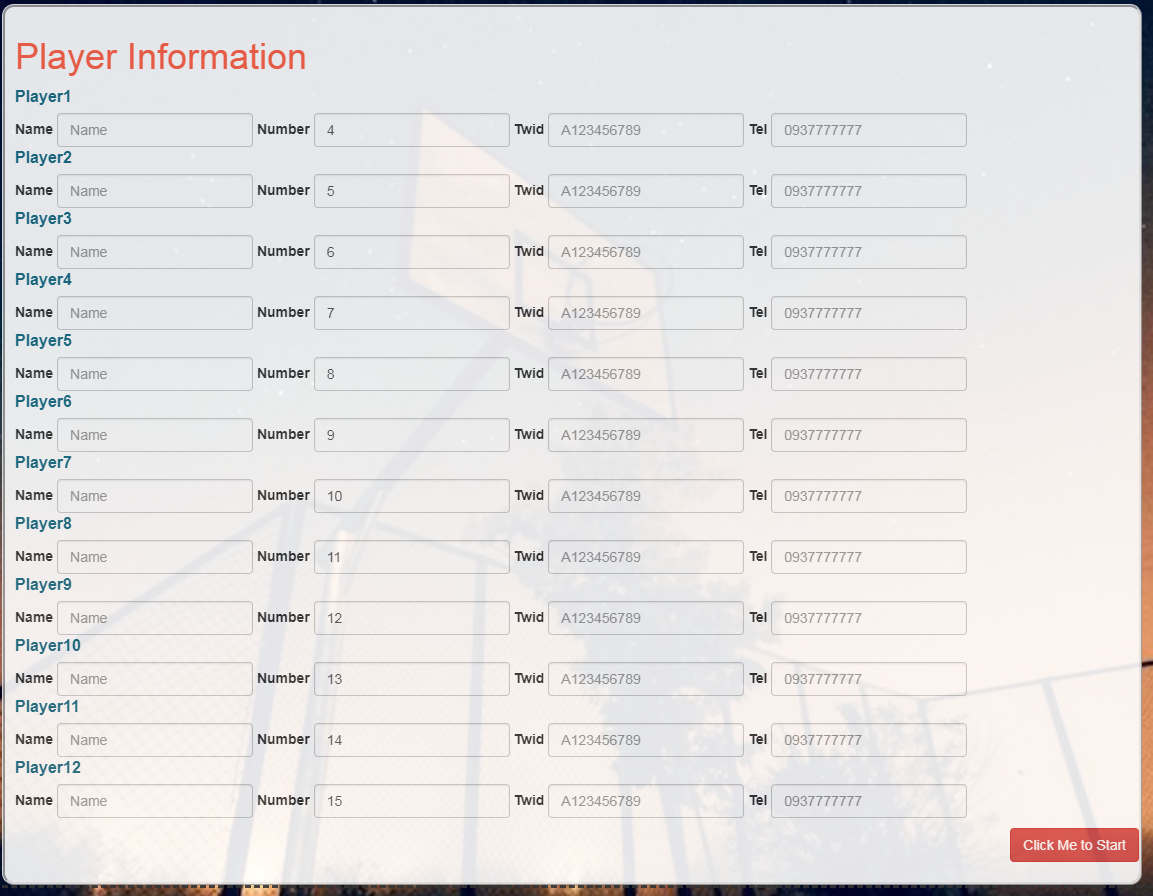 Player Information
Player1
Name Name Number 4 Twid A123456789 Tel 0937777777
Player2
Name Name Number 5 Twid A123456789 Tel 0937777777
Player3
Name Name Number 6 Twid A123456789 Tel 0937777777
Player4
Name Name Number 7 Twid A123456789 Tel 0937777777
Player5
Name Name Number 8 Twid A123456789 Tel 0937777777
Player6
Name Name Number 9 Twid A123456789 Tel 0937777777
Player7
Name Name Number 10 Twid A123456789 Tel 0937777777
Player8
Name Name Number 11 Twid A123456789 Tel 0937777777
Player9
Name Name Number 12 Twid A123456789 Tel 0937777777
Player10
Name Name Number 13 Twid A123456789 Tel 0937777777
Player11
Name Name Number 14 Twid A123456789 Tel 0937777777
Player12
Name Name Number 15 Twid A123456789 Tel 0937777777
Click Me to Start